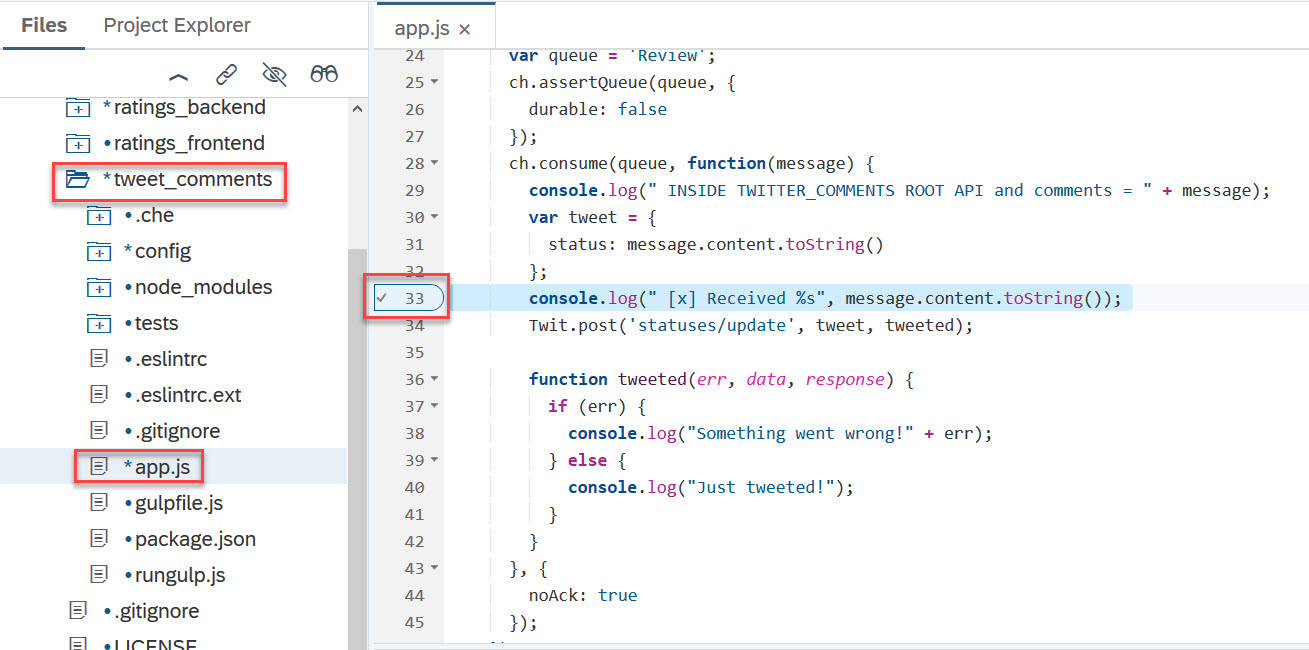 Files Project Explorer
*ratings_backend
•ratings_frontend
*tweet_comments
•.che
*config
•node_modules
•tests
•.eslintrc
•.eslintrc.ext
•.gitignore
*app.js
•gulpfile.js
•package.json
•rungulp.js
•.gitignore
•LICENSE
app.js ×
24 var queue = 'Review';
25 ch.assertQueue(queue, {
26 durable: false
27 });
28 ch.consume(queue, function(message) {
29 console.log(" INSIDE TWITTER_COMMENTS ROOT API and comments = " + message);
30 var tweet = {
31 status: message.content.toString()
32 };
33 console.log(" [x] Received %s", message.content.toString());
34 Twit.post('statuses/update', tweet, tweeted);
35
36 function tweeted(err, data, response) {
37 if (err) {
38 console.log("Something went wrong!" + err);
39 } else {
40 console.log("Just tweeted!");
41 }
42 }
43 }, {
44 noAck: true
45 });